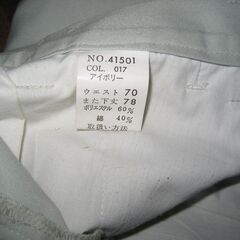 NO.41501
COL. 017
アイボリー
ウエスト 70
また下丈 78
ポリエステル 60%
綿 40%
取扱い方法